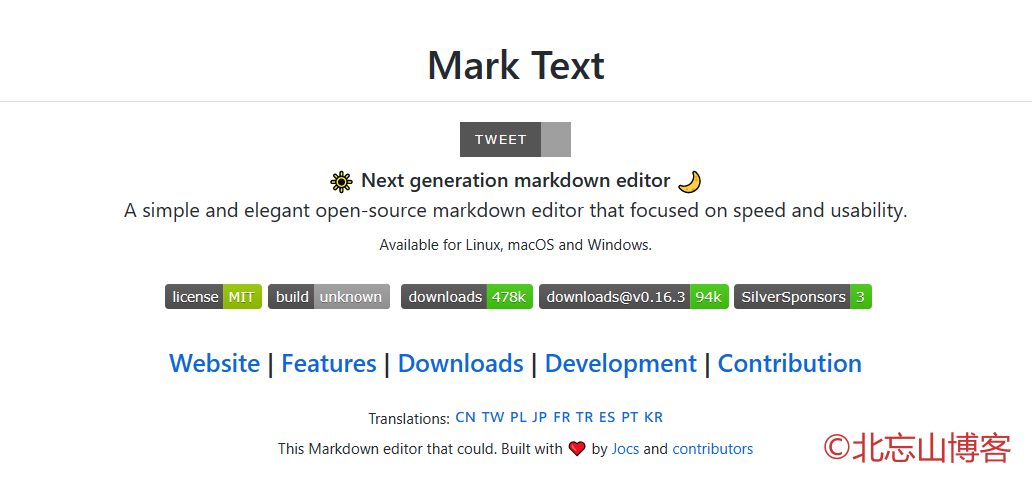 Mark Text
TWEET
Next generation markdown editor
A simple and elegant open-source markdown editor that focused on speed and usability.
Available for Linux, macOS and Windows.
license MIT build unknown downloads 478k downloads@v0.16.3 94k SilverSponsors 3
Website | Features | Downloads | Development | Contribution
Translations: CN TW PL JP FR TR ES PT KR
This Markdown editor that could. Built with ❤ by Jocs and contributors
©北忘山博客